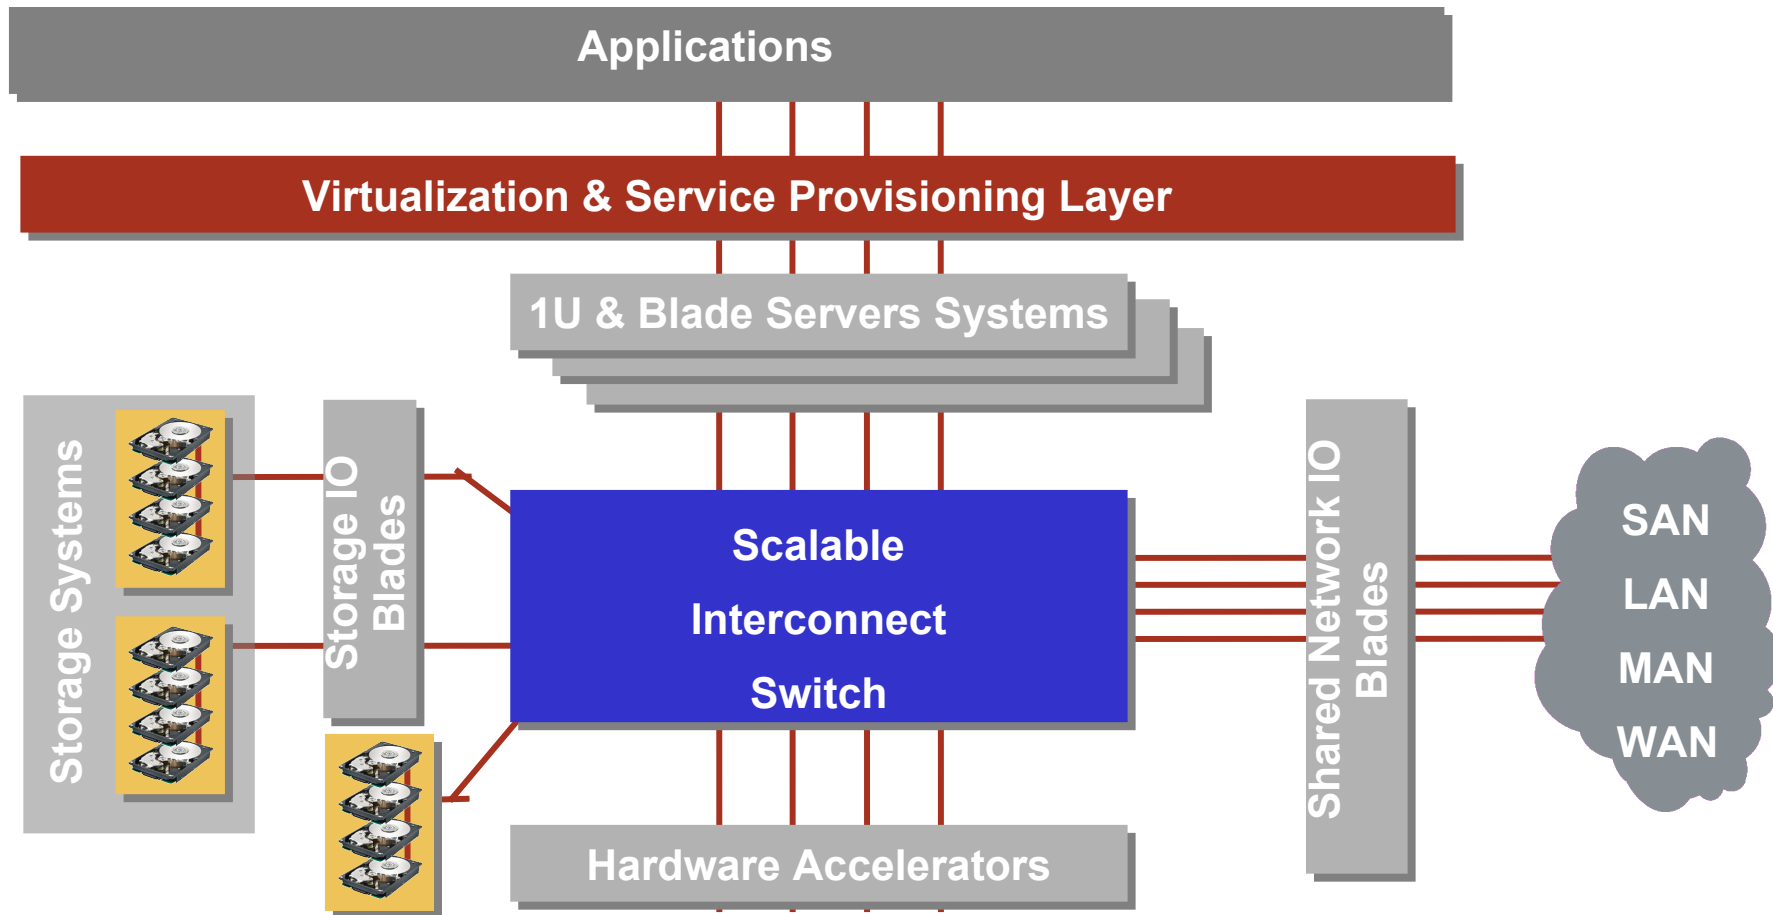 Applications
Virtualization & Service Provisioning Layer
1U & Blade Servers Systems
Storage Systems
Storage IO
Blades
Scalable
Interconnect
Switch
Shared Network IO
Blades
SAN
LAN
MAN
WAN
Hardware Accelerators